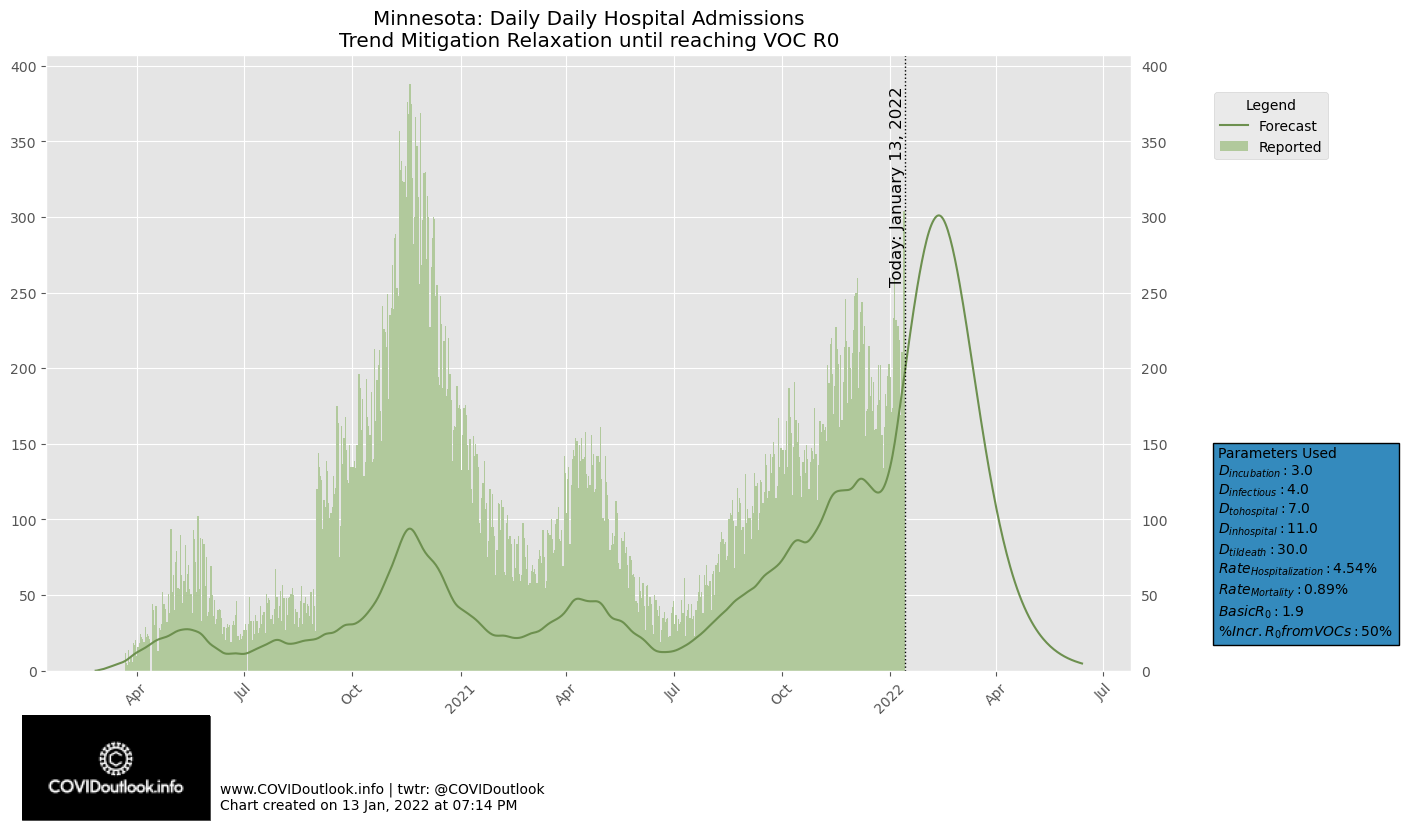 Minnesota: Daily Daily Hospital Admissions
Trend Mitigation Relaxation until reaching VOC R0
400
350
300
250
200
150
100
50
0
400
350
300
250
200
150
100
50
0
Today: January 13, 2022
Apr
Jul
Oct
2021
Apr
Jul
Oct
2022
Apr
Jul
Legend
Forecast
Reported
Parameters Used
D_incubation : 3.0
D_infectious : 4.0
D_tohospital : 7.0
D_inhospital : 11.0
D_tildeath : 30.0
Rate_Hospitalization : 4.54%
Rate_Mortality : 0.89%
BasicR_0 : 1.9
%Incr.R_0fromVOCs : 50%
COVIDoutlook.info
www.COVIDoutlook.info | twtr: @COVIDoutlook
Chart created on 13 Jan, 2022 at 07:14 PM